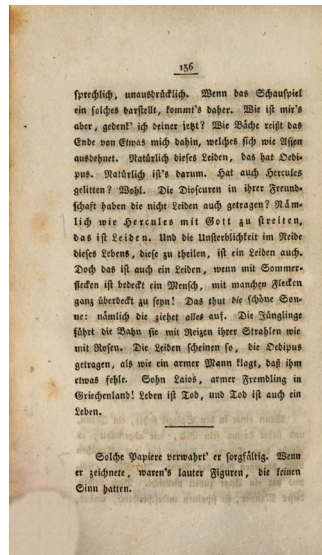 156
sprechlich, unausdrücklich. Wenn das Schauspiel
ein solches darstellt, kommt's daher. Wie ist mir's
aber, gedenk' ich deiner jetzt? Wie Bäche reißt das
Ende von Etwas mich dahin, welches sich wie Asien
ausdehnet. Natürlich dieses Leiden, das hat Oedi-
pus. Natürlich ist's darum. Hat auch Hercules
gelitten? Wohl. Die Dioscuren in ihrer Freund-
schaft haben die nicht Leiden auch getragen? Näm-
lich wie Hercules mit Gott zu streiten,
das ist Leiden. Und die Unsterblichkeit im Neide
dieses Lebens, diese zu theilen, ist ein Leiden auch.
Doch das ist auch ein Leiden, wenn mit Sommer-
flecken ist bedeckt ein Mensch, mit manchen Flecken
ganz überdeckt zu seyn! Das thut die schöne Son-
ne: nämlich die ziehet alles auf. Die Jünglinge
führt die Bahn sie mit Reizen ihrer Strahlen wie
mit Rosen. Die Leiden scheinen so, die Oedipus
getragen, als wie ein armer Mann klagt, daß ihm
etwas fehle. Sohn Laios, armer Fremdling in
Griechenland! Leben ist Tod, und Tod ist auch ein
Leben.
Solche Papiere verwahrt' er sorgfältig. Wenn
er zeichnete, waren's lauter Figuren, die keinen
Sinn hatten.